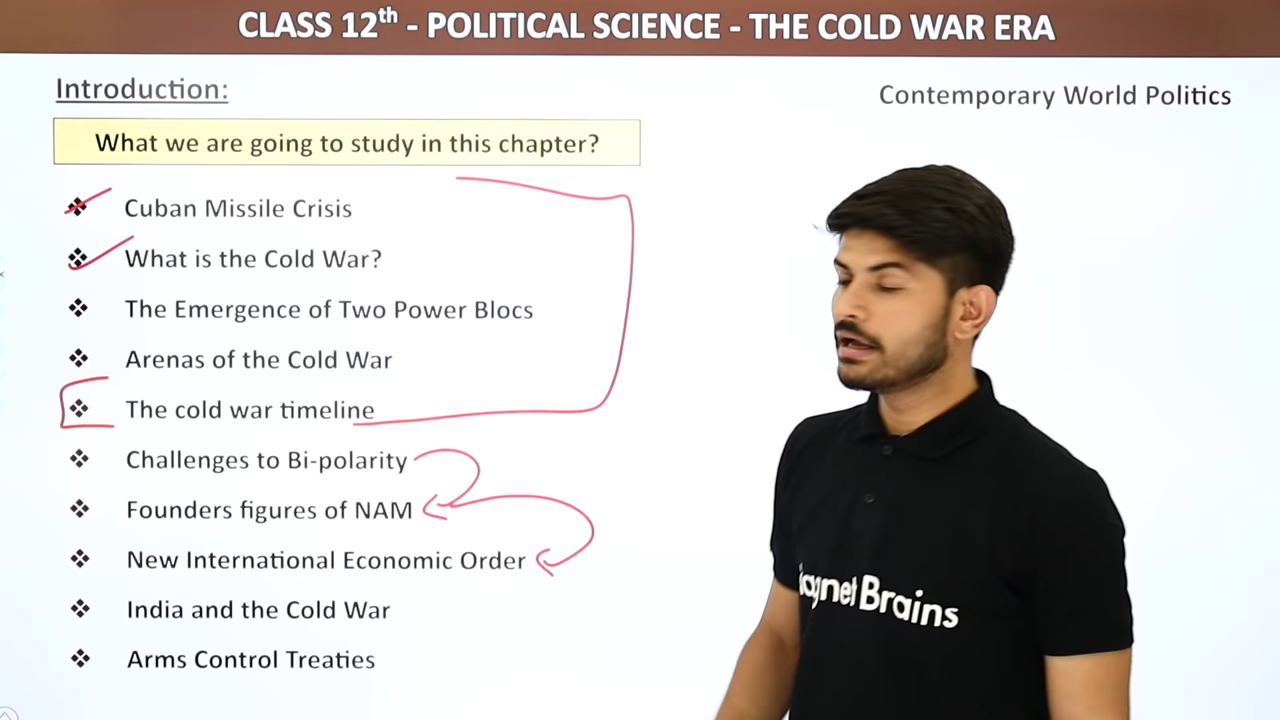 CLASS 12th - POLITICAL SCIENCE - THE COLD WAR ERA
Introduction:
Contemporary World Politics
What we are going to study in this chapter?
Cuban Missile Crisis
What is the Cold War?
The Emergence of Two Power Blocs
Arenas of the Cold War
The cold war timeline
Challenges to Bi-polarity
Founders figures of NAM
New International Economic Order
India and the Cold War
Arms Control Treaties
Brains